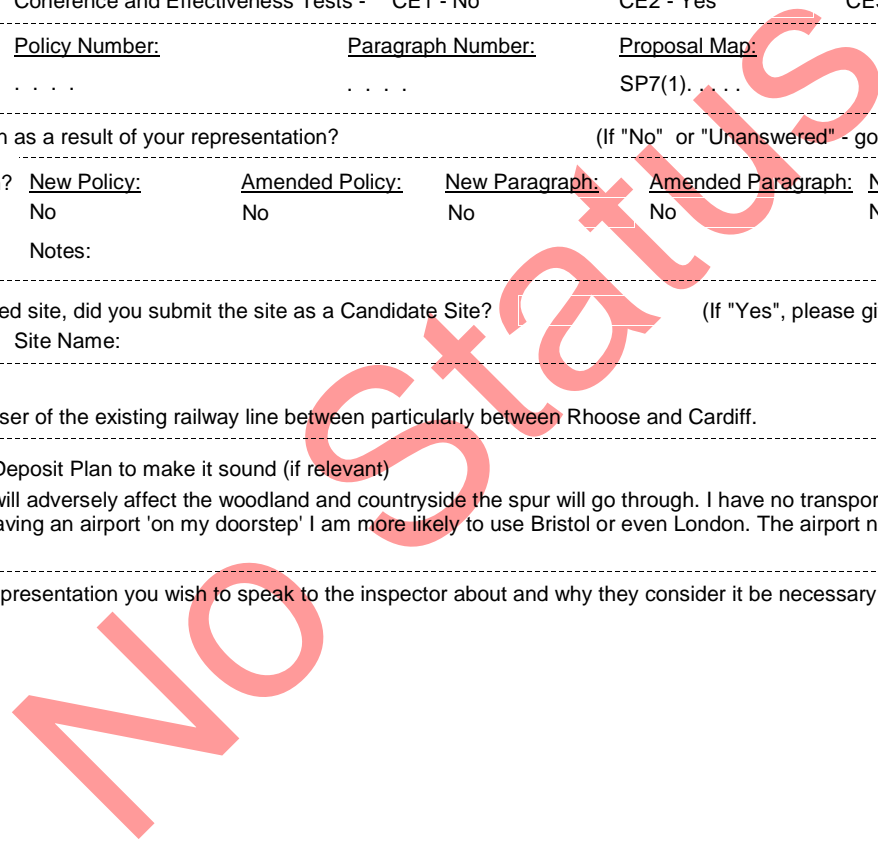 Coherence and Effectiveness Tests - CE1 - No CE2 - Yes CE
Policy Number: Paragraph Number: Proposal Map:
. . . . . . . . SP7(1). . . . .
n as a result of your representation? (If "No" or "Unanswered" - go
? New Policy: Amended Policy: New Paragraph: Amended Paragraph: N
No No No No N
Notes:
ed site, did you submit the site as a Candidate Site? (If "Yes", please gi
Site Name:
ser of the existing railway line between particularly between Rhoose and Cardiff.
Deposit Plan to make it sound (if relevant)
will adversely affect the woodland and countryside the spur will go through. I have no transpor
aving an airport 'on my doorstep' I am more likely to use Bristol or even London. The airport n
presentation you wish to speak to the inspector about and why they consider it be necessary
No Status